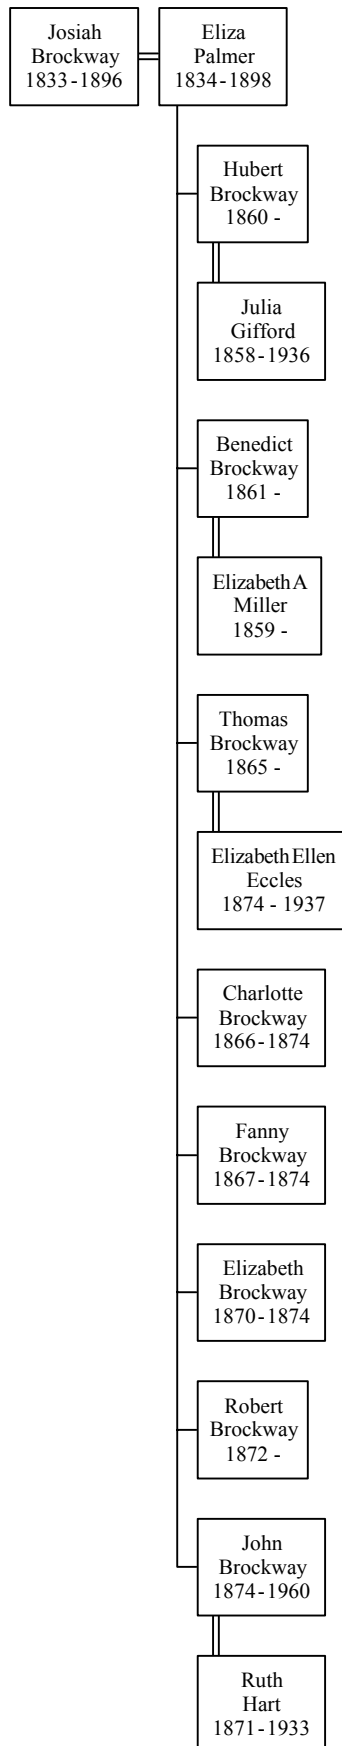 Josiah
Brockway
1833-1896
Eliza
Palmer
1834-1898
Hubert
Brockway
1860 -
Julia
Gifford
1858-1936
Benedict
Brockway
1861 -
Elizabeth A
Miller
1859 -
Thomas
Brockway
1865 -
Elizabeth Ellen
Eccles
1874 - 1937
Charlotte
Brockway
1866-1874
Fanny
Brockway
1867-1874
Elizabeth
Brockway
1870-1874
Robert
Brockway
1872 -
John
Brockway
1874-1960
Ruth
Hart
1871-1933